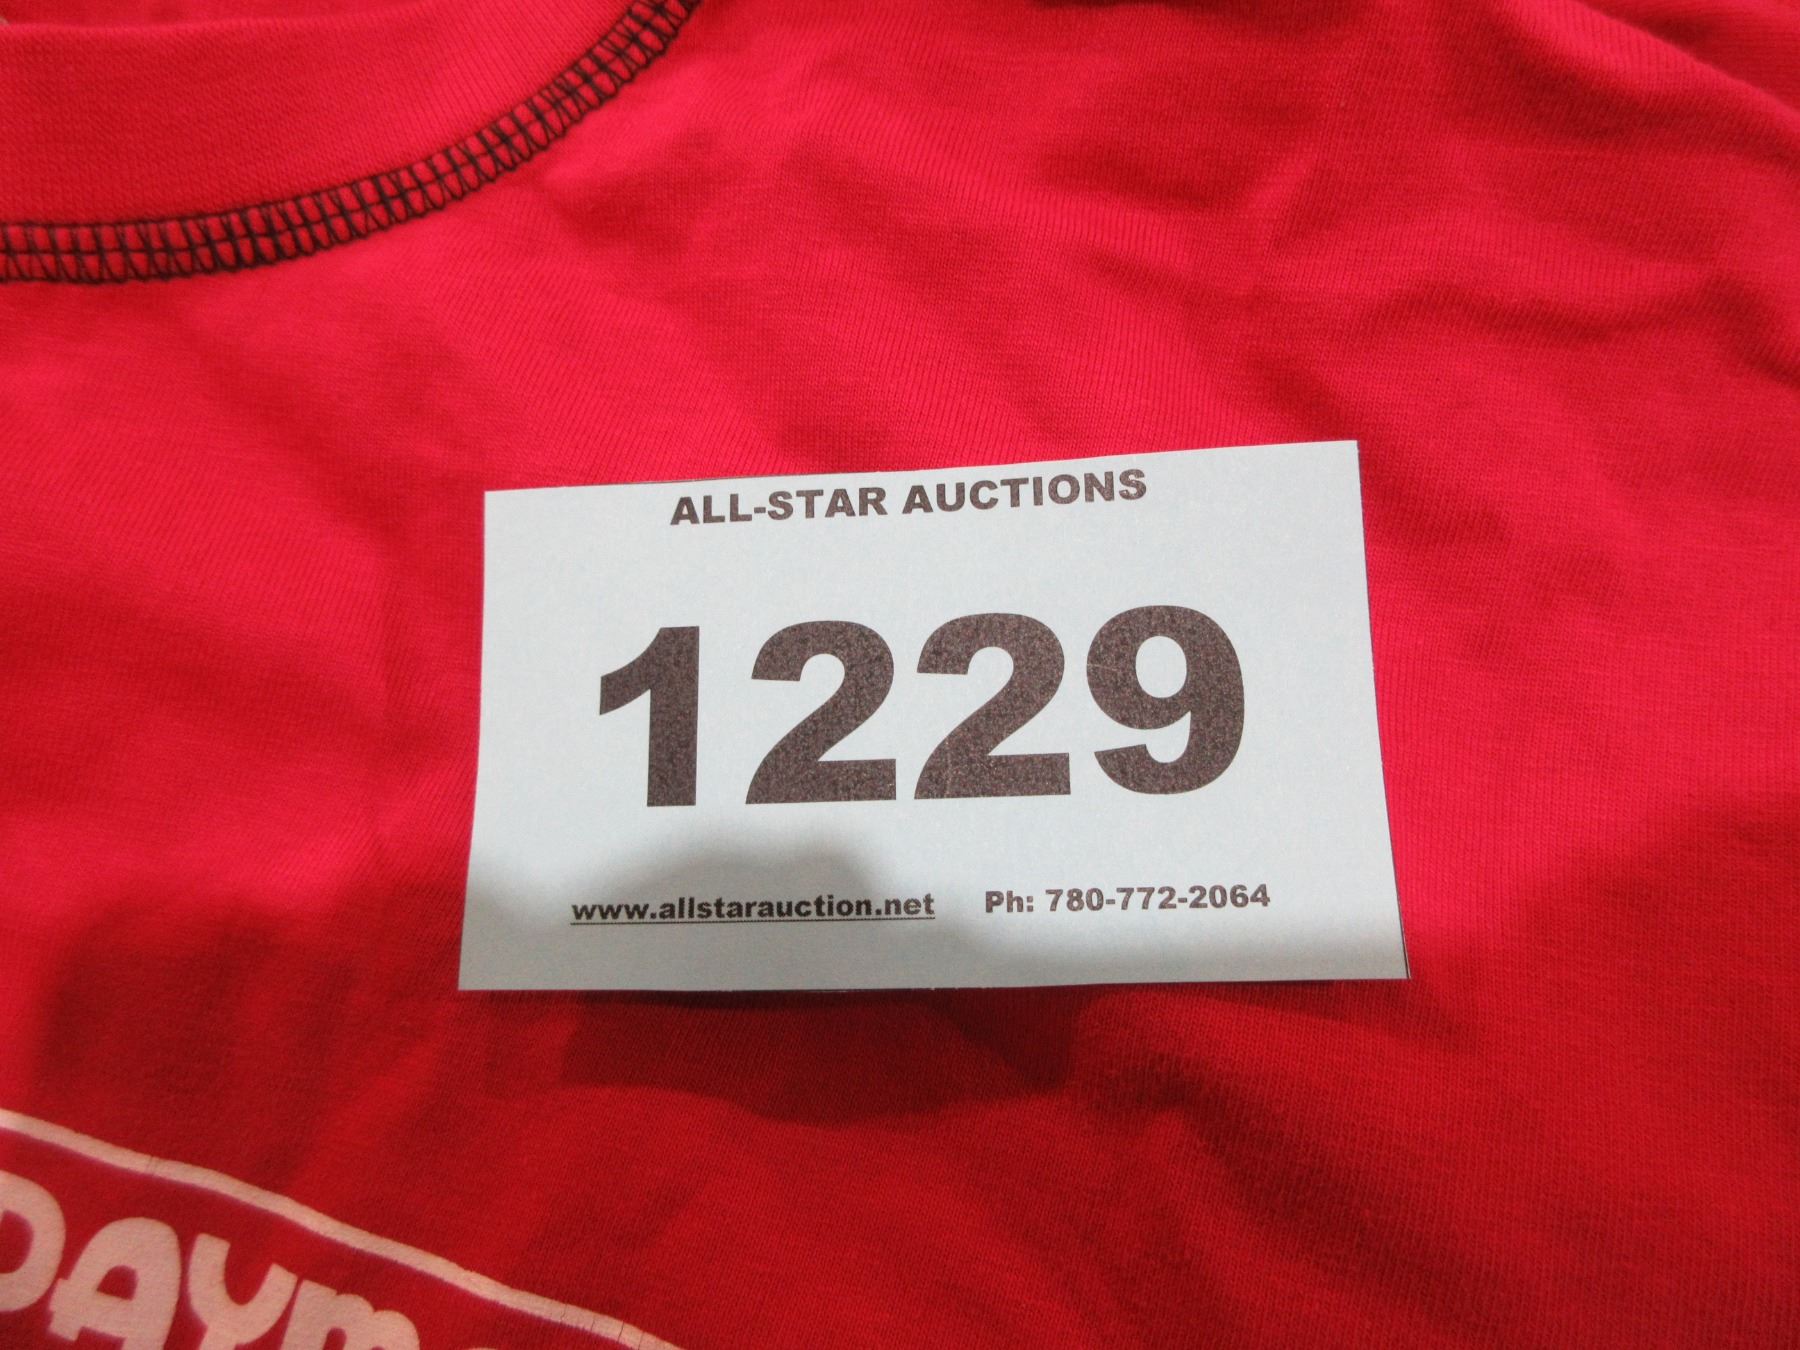 ALL-STAR AUCTIONS
1229
www.allstarauction.net Ph: 780-772-2064